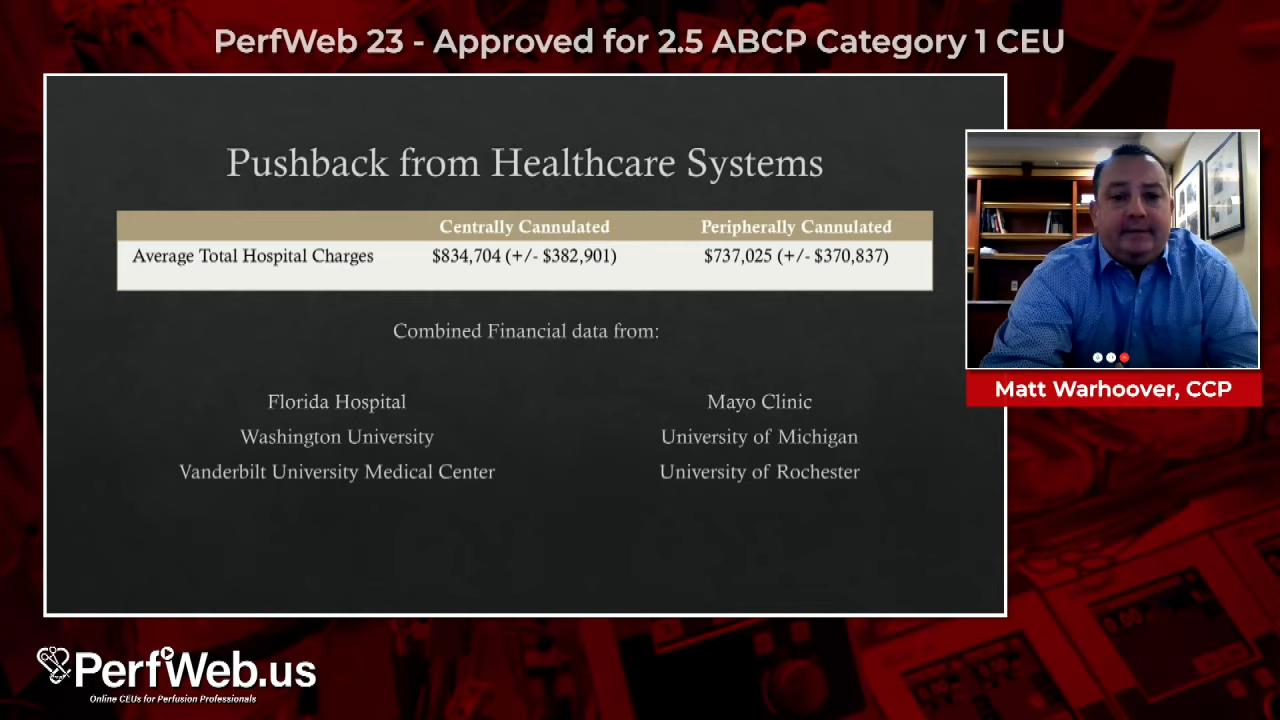 PerfWeb 23 - Approved for 2.5 ABCP Category 1 CEU
Pushback from Healthcare Systems
Centrally Cannulated Peripherally Cannulated
Average Total Hospital Charges $834,704 (+/- $382,901) $737,025 (+/- $370,837)
Combined Financial data from:
Florida Hospital Mayo Clinic
Washington University University of Michigan
Vanderbilt University Medical Center University of Rochester
Matt Warhoover, CCP
PerfWeb.us
Online CEUs for Perfusion Professionals